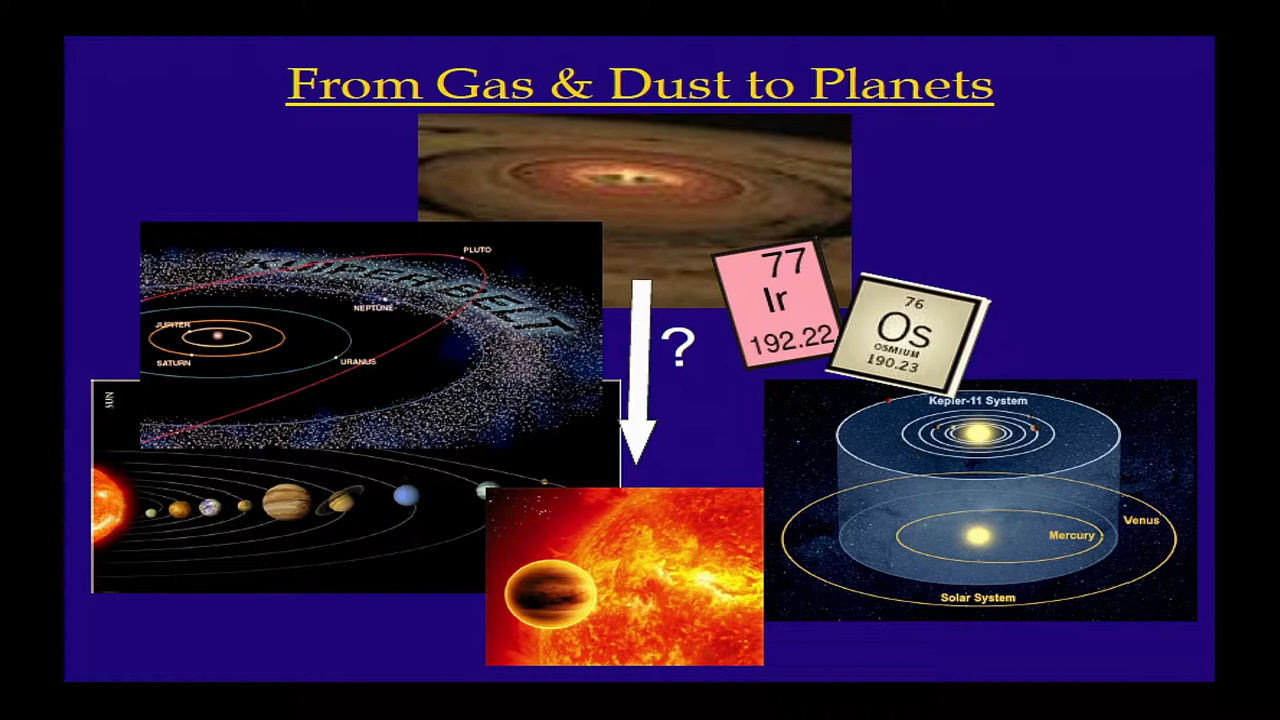 From Gas & Dust to Planets
KUIPER BELT
PLUTO
NEPTUNE
JUPITER
SATURN
URANUS
?
77
Ir
192.22
76
Os
OSMIUM
190.23
SUN
Kepler-11 System
Venus
Mercury
Solar System